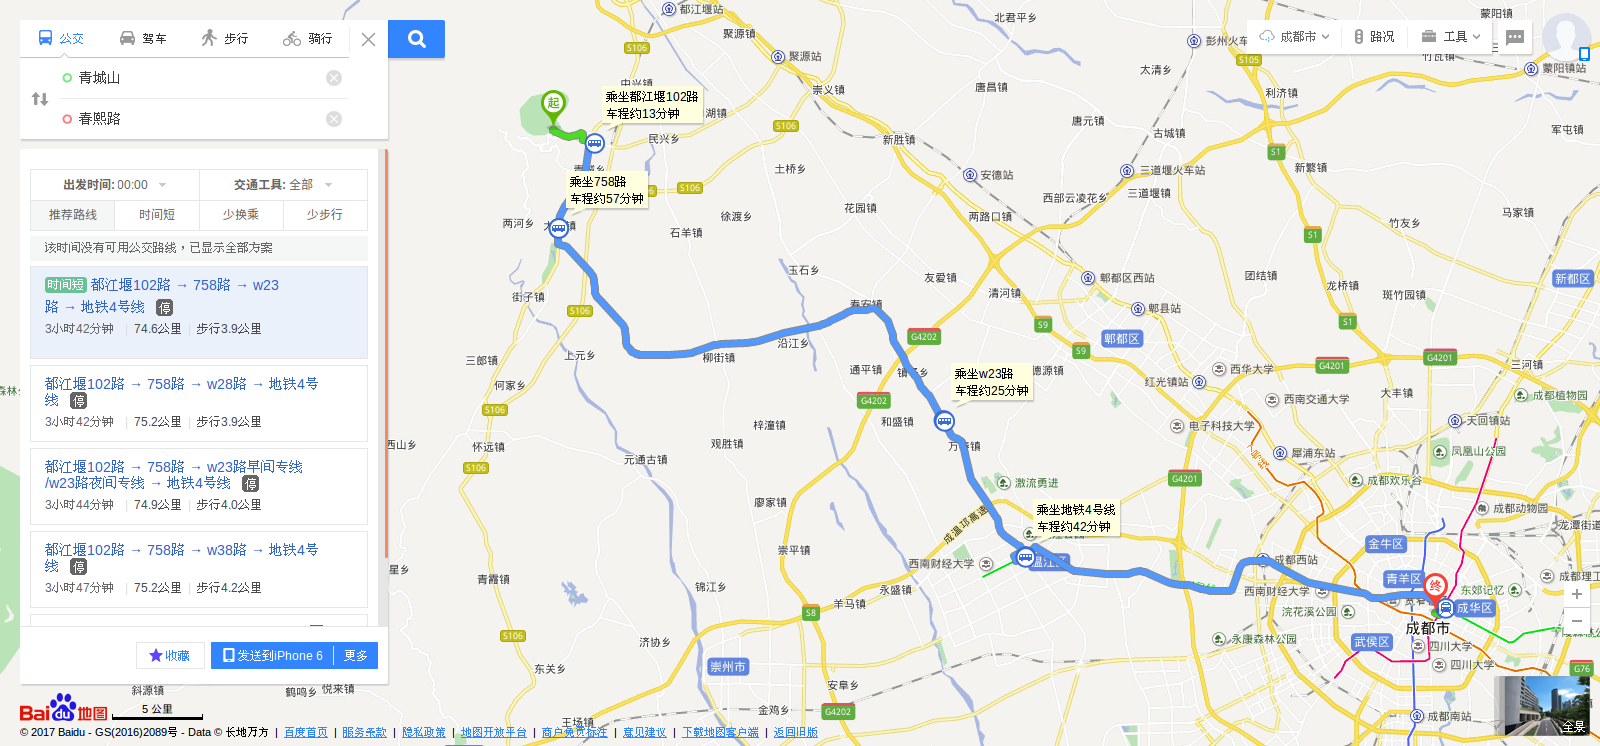 公交
驾车
步行
骑行
青城山
春熙路
出发时间: 00:00
交通工具: 全部
推荐路线
时间短
少换乘
少步行
该时间没有可用公交路线，已显示全部方案
时间短 都江堰102路 → 758路 → w23
路 → 地铁4号线 停
3小时42分钟 | 74.6公里 | 步行3.9公里
都江堰102路 → 758路 → w28路 → 地铁4号
线 停
3小时42分钟 | 75.2公里 | 步行3.9公里
都江堰102路 → 758路 → w23路早间专线
/w23路夜间专线 → 地铁4号线 停
3小时44分钟 | 74.9公里 | 步行4.0公里
都江堰102路 → 758路 → w38路 → 地铁4号
线 停
3小时47分钟 | 75.2公里 | 步行4.2公里
收藏
发送到iPhone 6
更多
成都市
路况
工具
都江堰站
聚源镇
聚源站
S106
中兴镇
崇义镇
北君平乡
蒙阳镇
彭州火车
S105
竹瓦镇
蒙阳镇站
太清乡
唐昌镇
利济镇
起
乘坐都江堰102路
车程约13分钟
湖镇
民兴乡
S106
新胜镇
唐元镇
古城镇
军屯镇
S1
新繁镇
土桥乡
安德站
三道堰火车站
三道堰镇
西部云凌花乡
乘坐758路
车程约57分钟
S106
两河乡
徐渡乡
石羊镇
花园镇
两路口镇
竹友乡
马家镇
S1
玉石乡
友爱镇
郫都区西站
团结镇
新都区
街子镇
S106
泰安镇
清河镇
郫县站
龙桥镇
斑竹园镇
S9
S1
G4202
郫都区
沿江乡
柳街镇
上元乡
三郎镇
S9
G4201
G4201
三河镇
通平镇
德源镇
西华大学
红光镇站
何家乡
乘坐w23路
车程约25分钟
大丰镇
成都植物园
S106
G4202
和盛镇
西南交通大学
天回镇站
梓潼镇
电子科技大学
西山乡
怀远镇
观胜镇
2号线
犀浦东站
凤凰山公园
S106
元通古镇
G4201
成都欢乐谷
激流勇进
廖家镇
乘坐地铁4号线
车程约42分钟
成都动物园
成温邛高速
龙潭街道
金牛区
崇平镇
西南财经大学
温江区
成都西站
星乡
青霞镇
锦江乡
永盛镇
青羊区
终
成都理工
西南财经大学
东郊记忆
羊马镇
S8
浣花溪公园
成华区
成都市
S106
济协乡
永康森林公园
武侯区
四川大学
四川大学
东关乡
崇州市
G76
斜源镇
鹤鸣乡
悦来镇
安阜乡
金鸡乡
G4202
王场镇
成都南站
全景
Bai du 地图
5 公里
© 2017 Baidu - GS(2016)2089号 - Data © 长地万方 | 百度首页 | 服务条款 | 隐私政策 | 地图开放平台 | 商户免费标注 | 意见建议 | 下载地图客户端 | 返回旧版